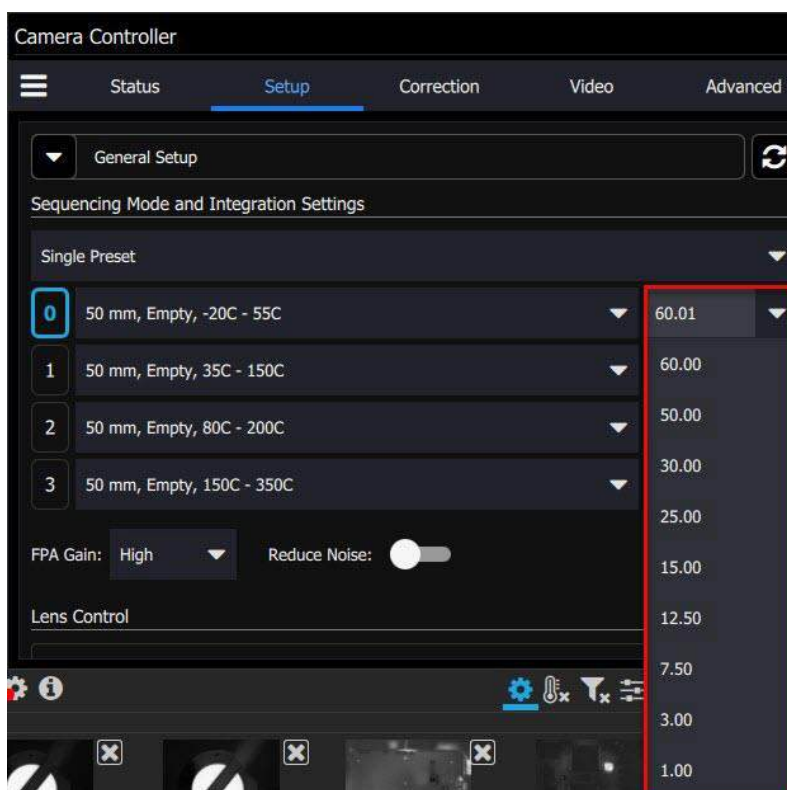 Camera Controller
Status Setup Correction Video Advanced
General Setup
Sequencing Mode and Integration Settings
Single Preset
0 50 mm, Empty, -20C - 55C 60.01
1 50 mm, Empty, 35C - 150C 60.00
2 50 mm, Empty, 80C - 200C 50.00
3 50 mm, Empty, 150C - 350C 30.00
25.00
FPA Gain: High Reduce Noise: 15.00
Lens Control 12.50
7.50
3.00
1.00